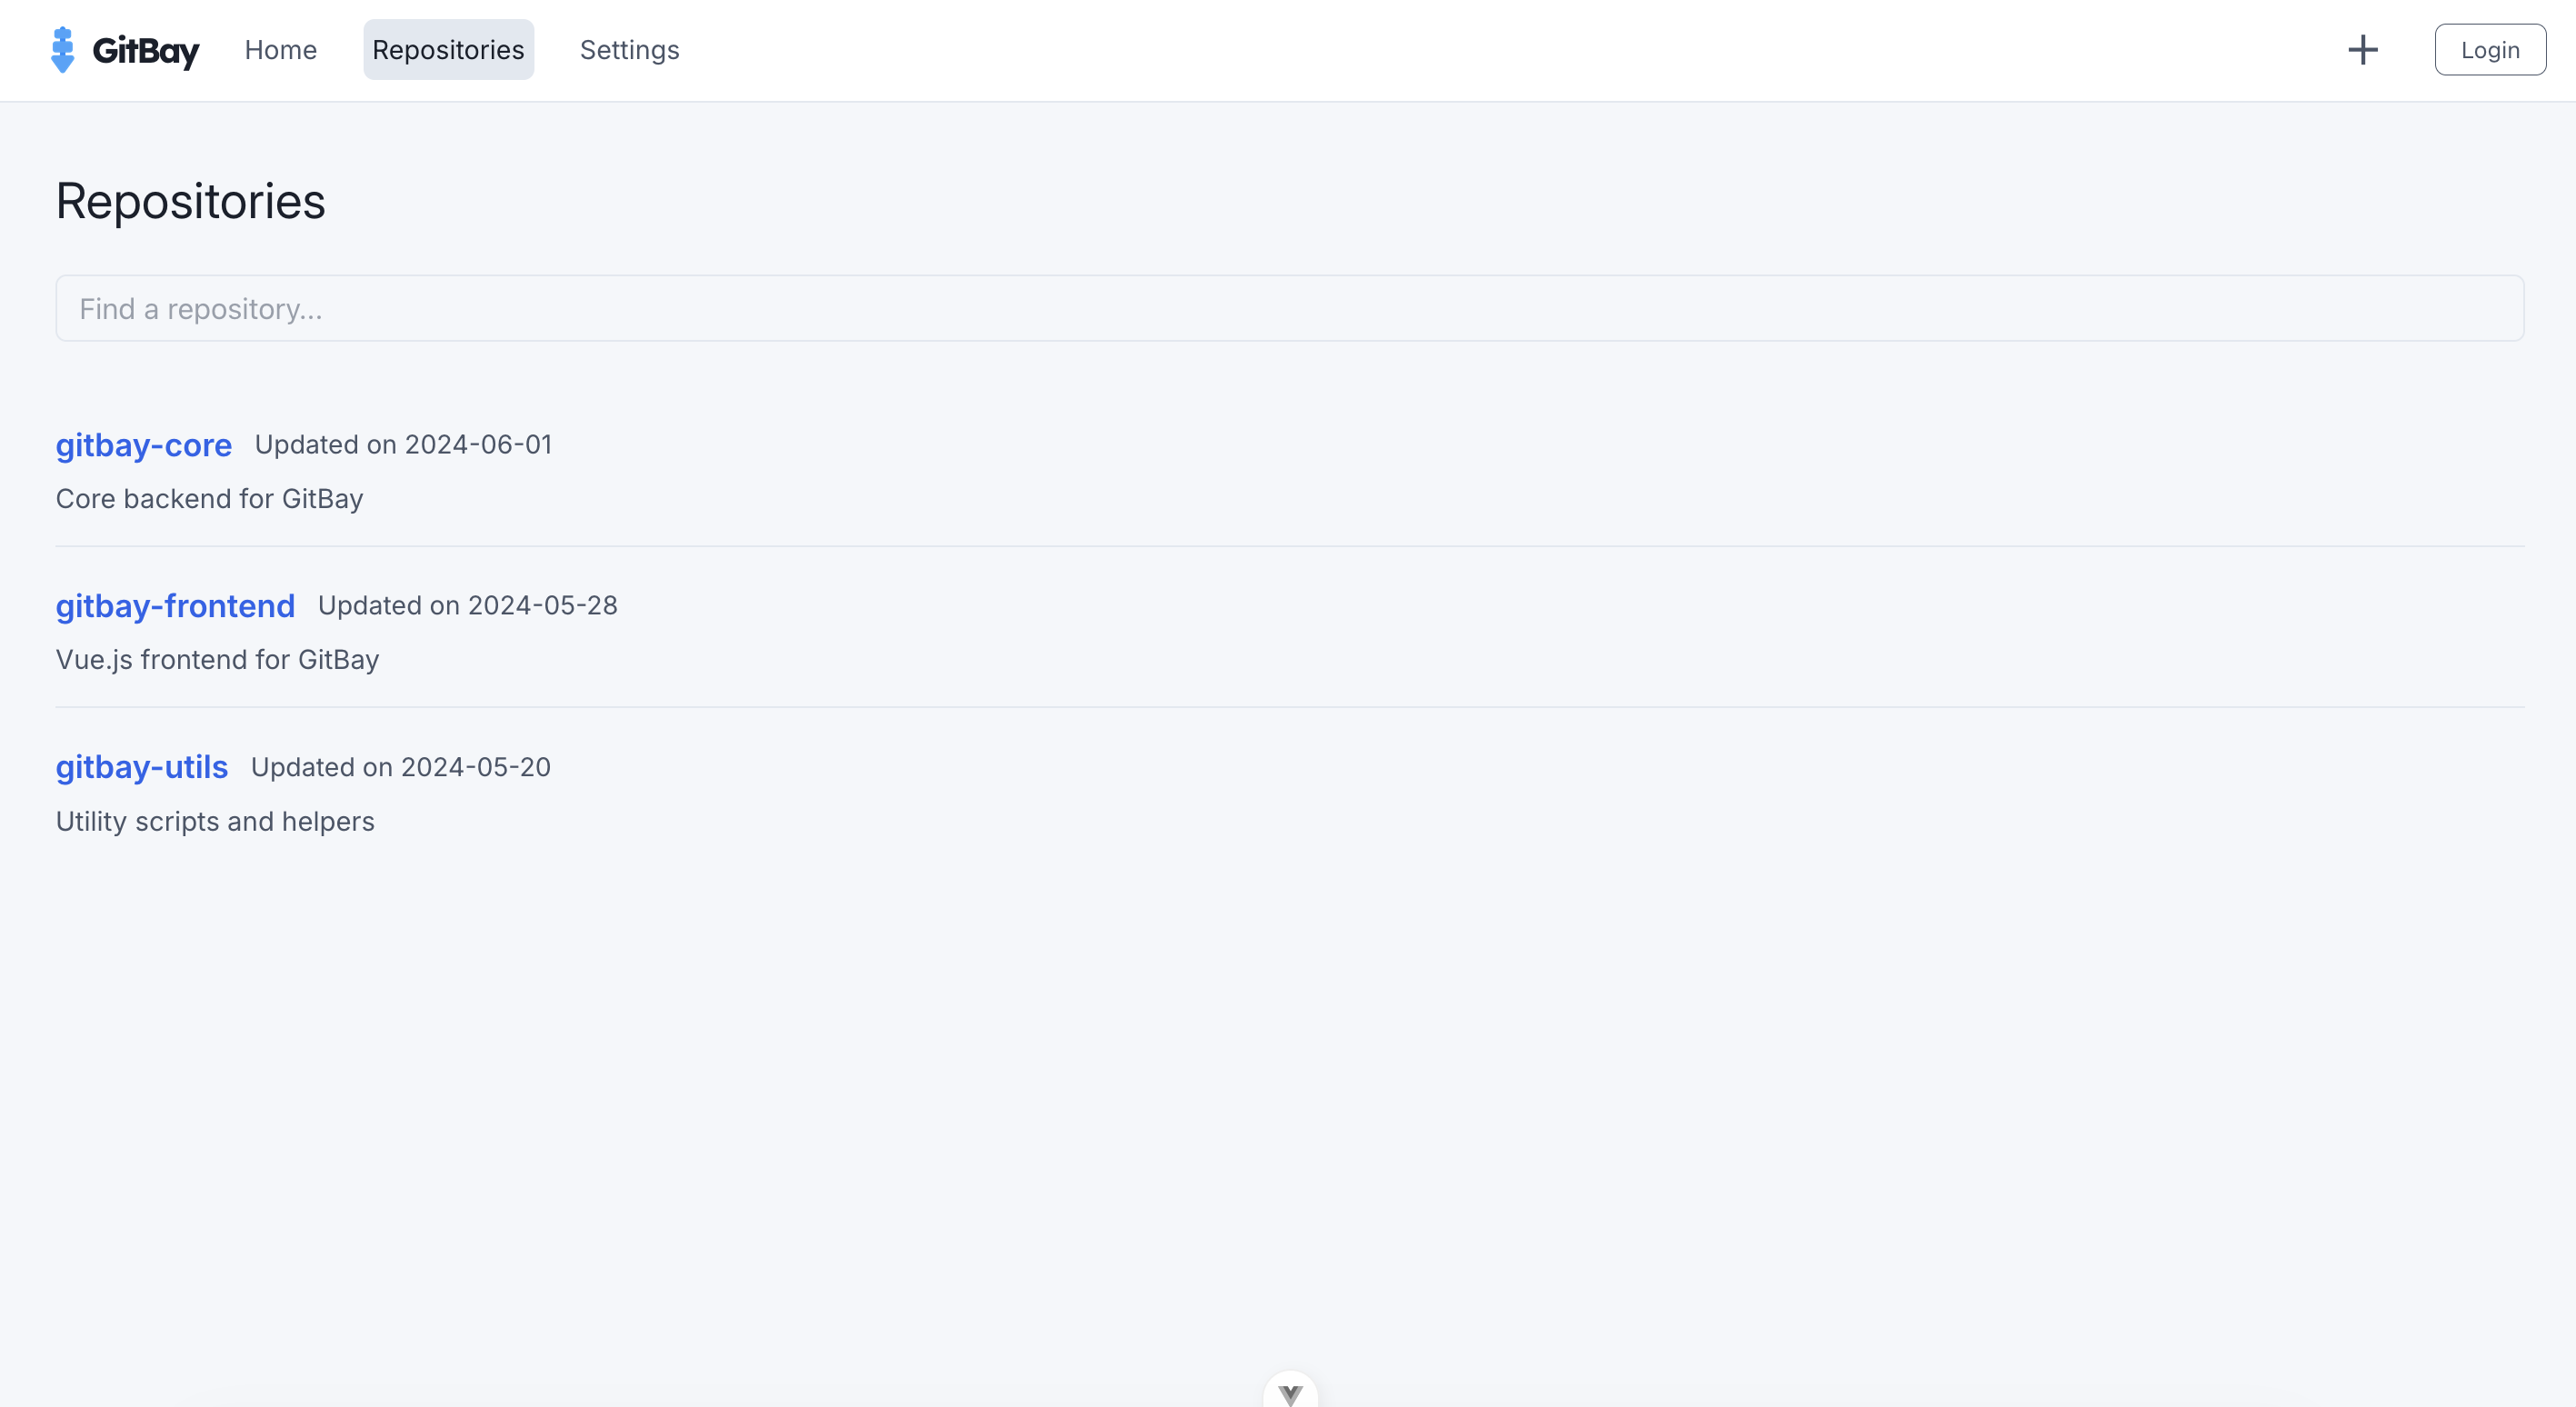 GitBay Home Repositories Settings Login
Repositories
Find a repository...
gitbay-core Updated on 2024-06-01
Core backend for GitBay
gitbay-frontend Updated on 2024-05-28
Vue.js frontend for GitBay
gitbay-utils Updated on 2024-05-20
Utility scripts and helpers